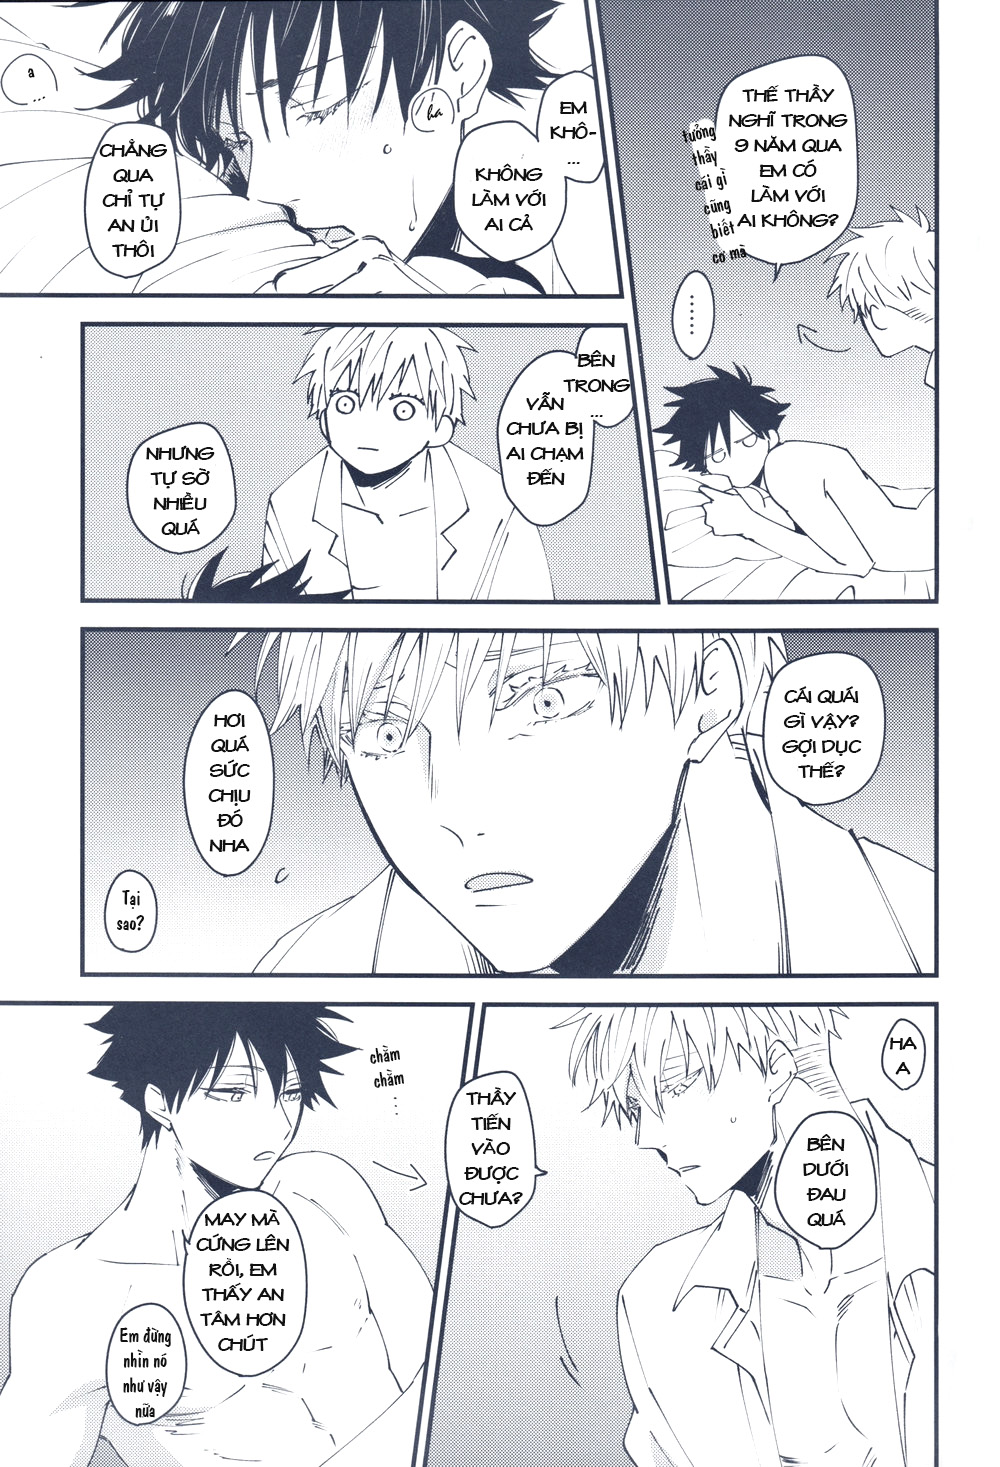 THẾ THẦY
NGHĨ TRONG
9 NĂM QUA
EM CÓ
LÀM VỚI
AI KHÔNG?
tưởng
thầy
cái gì
cũng
biết
cơ mà
......
EM
KHÔ-
...
KHÔNG
LÀM VỚI
AI CẢ
ha
a
...
CHẲNG
QUA
CHỈ TỰ
AN ỦI
THÔI
BÊN
TRONG
...
VẪN
CHƯA BỊ
AI CHẠM
ĐẾN
NHƯNG
TỰ SỜ
NHIỀU
QUÁ
CÁI QUÁI
GÌ VẬY?
GỢI DỤC
THẾ?
HƠI
QUÁ
SỨC
CHỊU
ĐÓ
NHA
Tại
sao?
HA
A
BÊN
DƯỚI
ĐAU
QUÁ
THẦY
TIẾN
VÀO
ĐƯỢC
CHƯA?
chằm
chằm
...
MAY MÀ
CỨNG LÊN
RỒI, EM
THẤY AN
TÂM HƠN
CHÚT
Em đừng
nhìn nó
như vậy
nữa